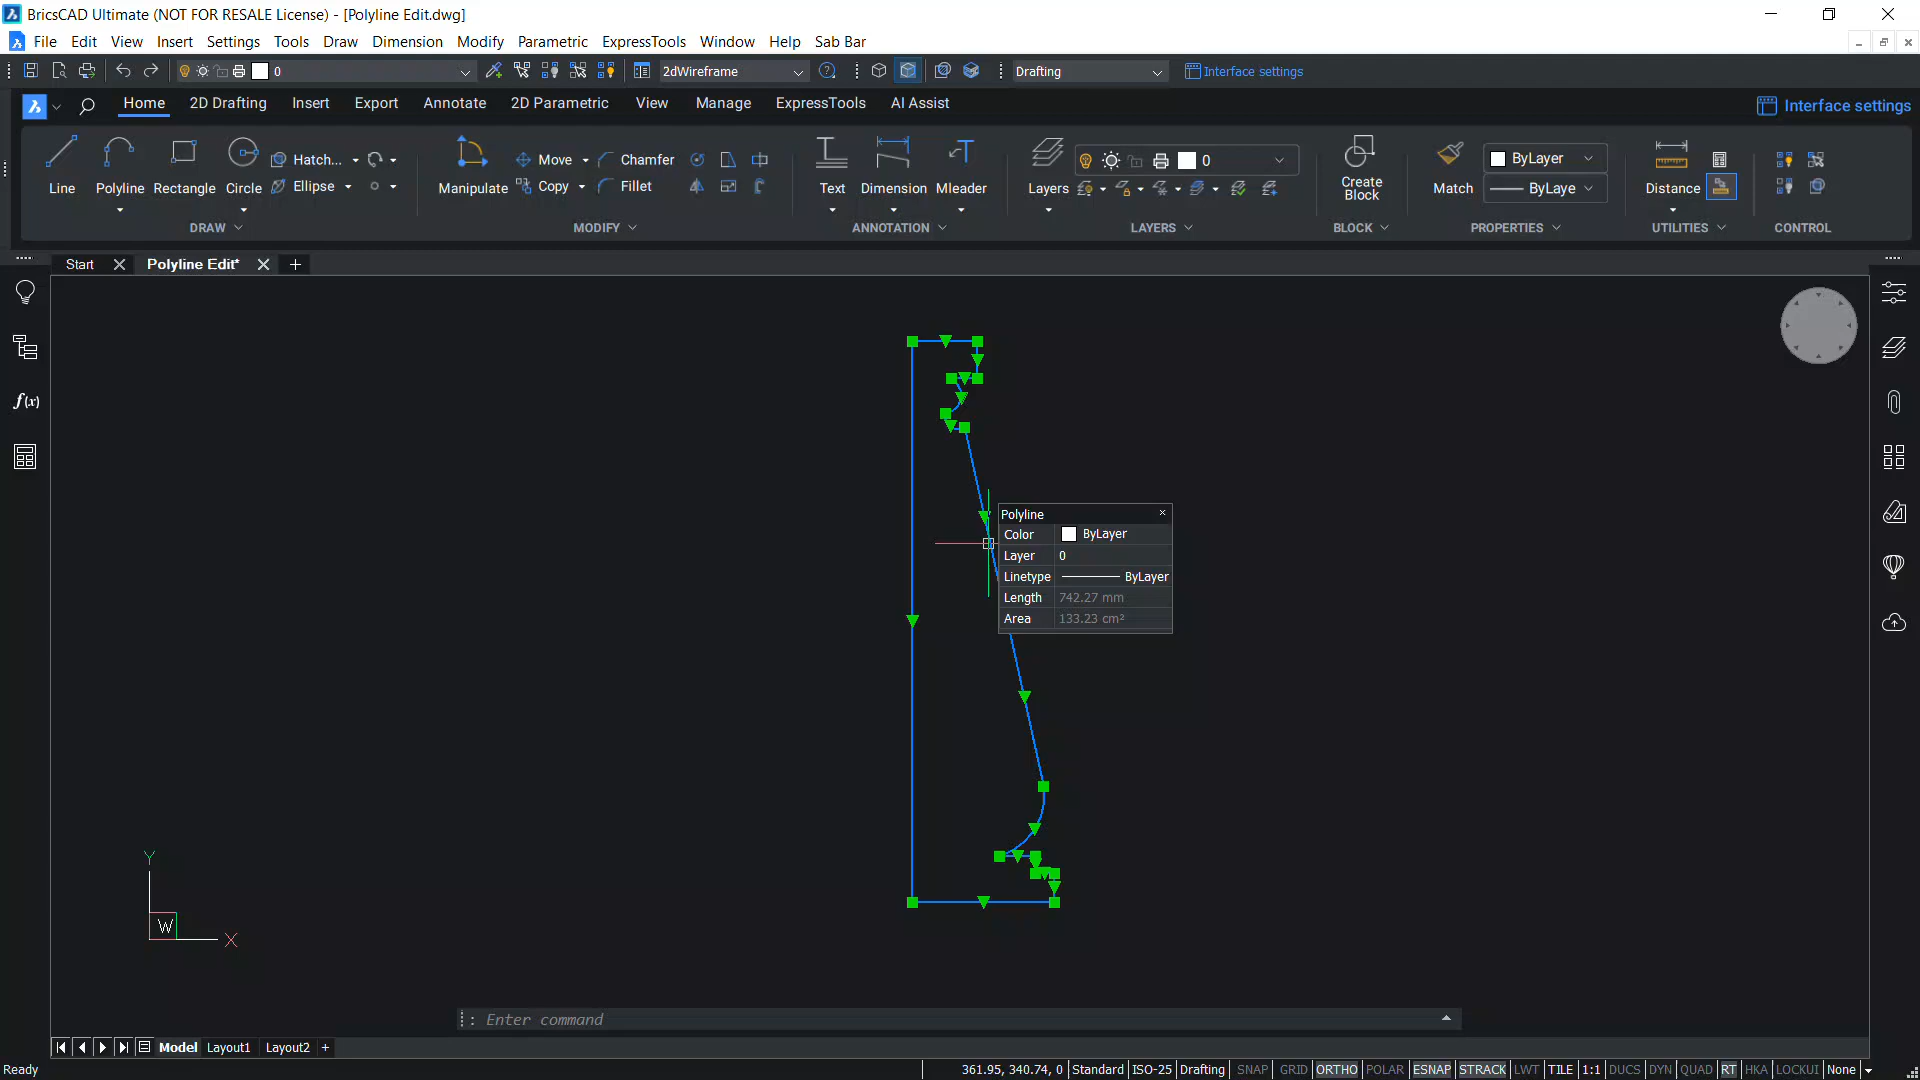 BricsCAD Ultimate (NOT FOR RESALE License) - [Polyline Edit.dwg]
File Edit View Insert Settings Tools Draw Dimension Modify Parametric ExpressTools Window Help Sab Bar
0 2dWireframe Drafting Interface settings
Home 2D Drafting Insert Export Annotate 2D Parametric View Manage ExpressTools AI Assist Interface settings
Hatch... Move Chamfer 0 ByLayer
Line Polyline Rectangle Circle Ellipse Manipulate Copy Fillet Text Dimension Mleader Layers Create Block Match ByLaye Distance
DRAW MODIFY ANNOTATION LAYERS BLOCK PROPERTIES UTILITIES CONTROL
Start Polyline Edit*
f(x)
Polyline
Color ByLayer
Layer 0
Linetype ByLayer
Length 742.27 mm
Area 133.23 cm²
Y
W
X
: Enter command
Model Layout1 Layout2 +
Ready 361.95, 340.74, 0 Standard ISO-25 Drafting SNAP GRID ORTHO POLAR ESNAP STRACK LWT TILE 1:1 DUCS DYN QUAD RT HKA LOCKUI None